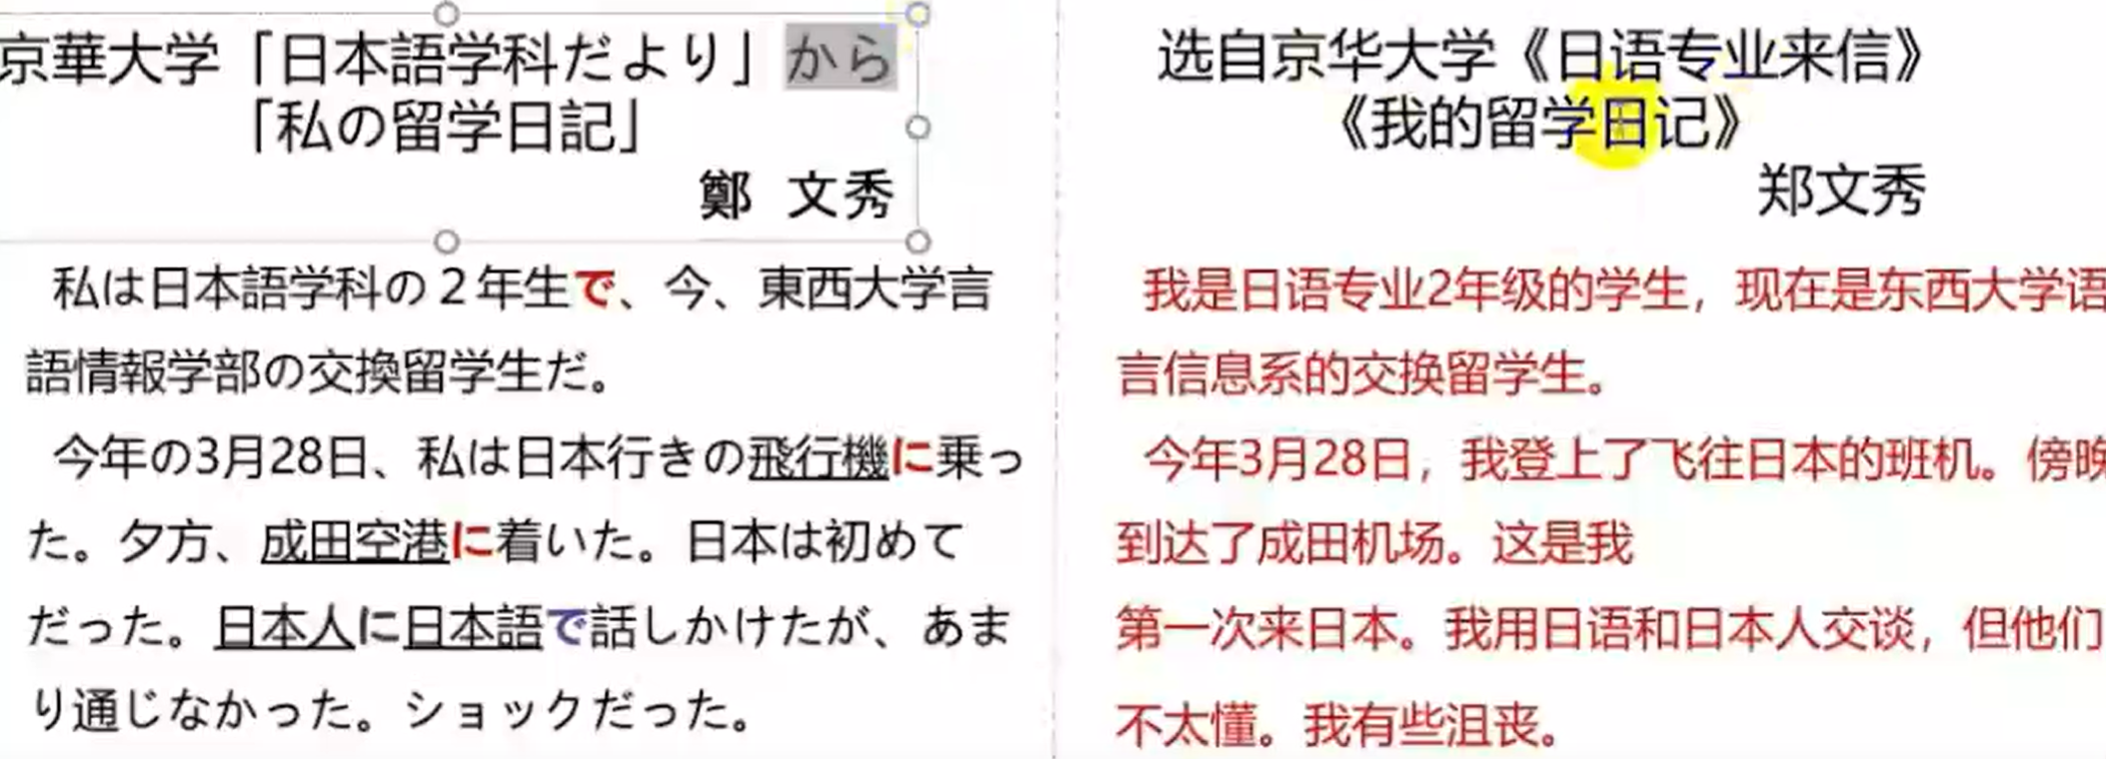 京華大学「日本語学科だより」から
「私の留学日記」
鄭 文秀
私は日本語学科の２年生で、今、東西大学言
語情報学部の交換留学生だ。
今年の3月28日、私は日本行きの飛行機に乗っ
た。夕方、成田空港に着いた。日本は初めて
だった。日本人に日本語で話しかけたが、あま
り通じなかった。ショックだった。
选自京华大学《日语专业来信》
《我的留学日记》
郑文秀
我是日语专业2年级的学生，现在是东西大学语
言信息系的交换留学生。
今年3月28日，我登上了飞往日本的班机。傍晚
到达了成田机场。这是我
第一次来日本。我用日语和日本人交谈，但他们
不太懂。我有些沮丧。